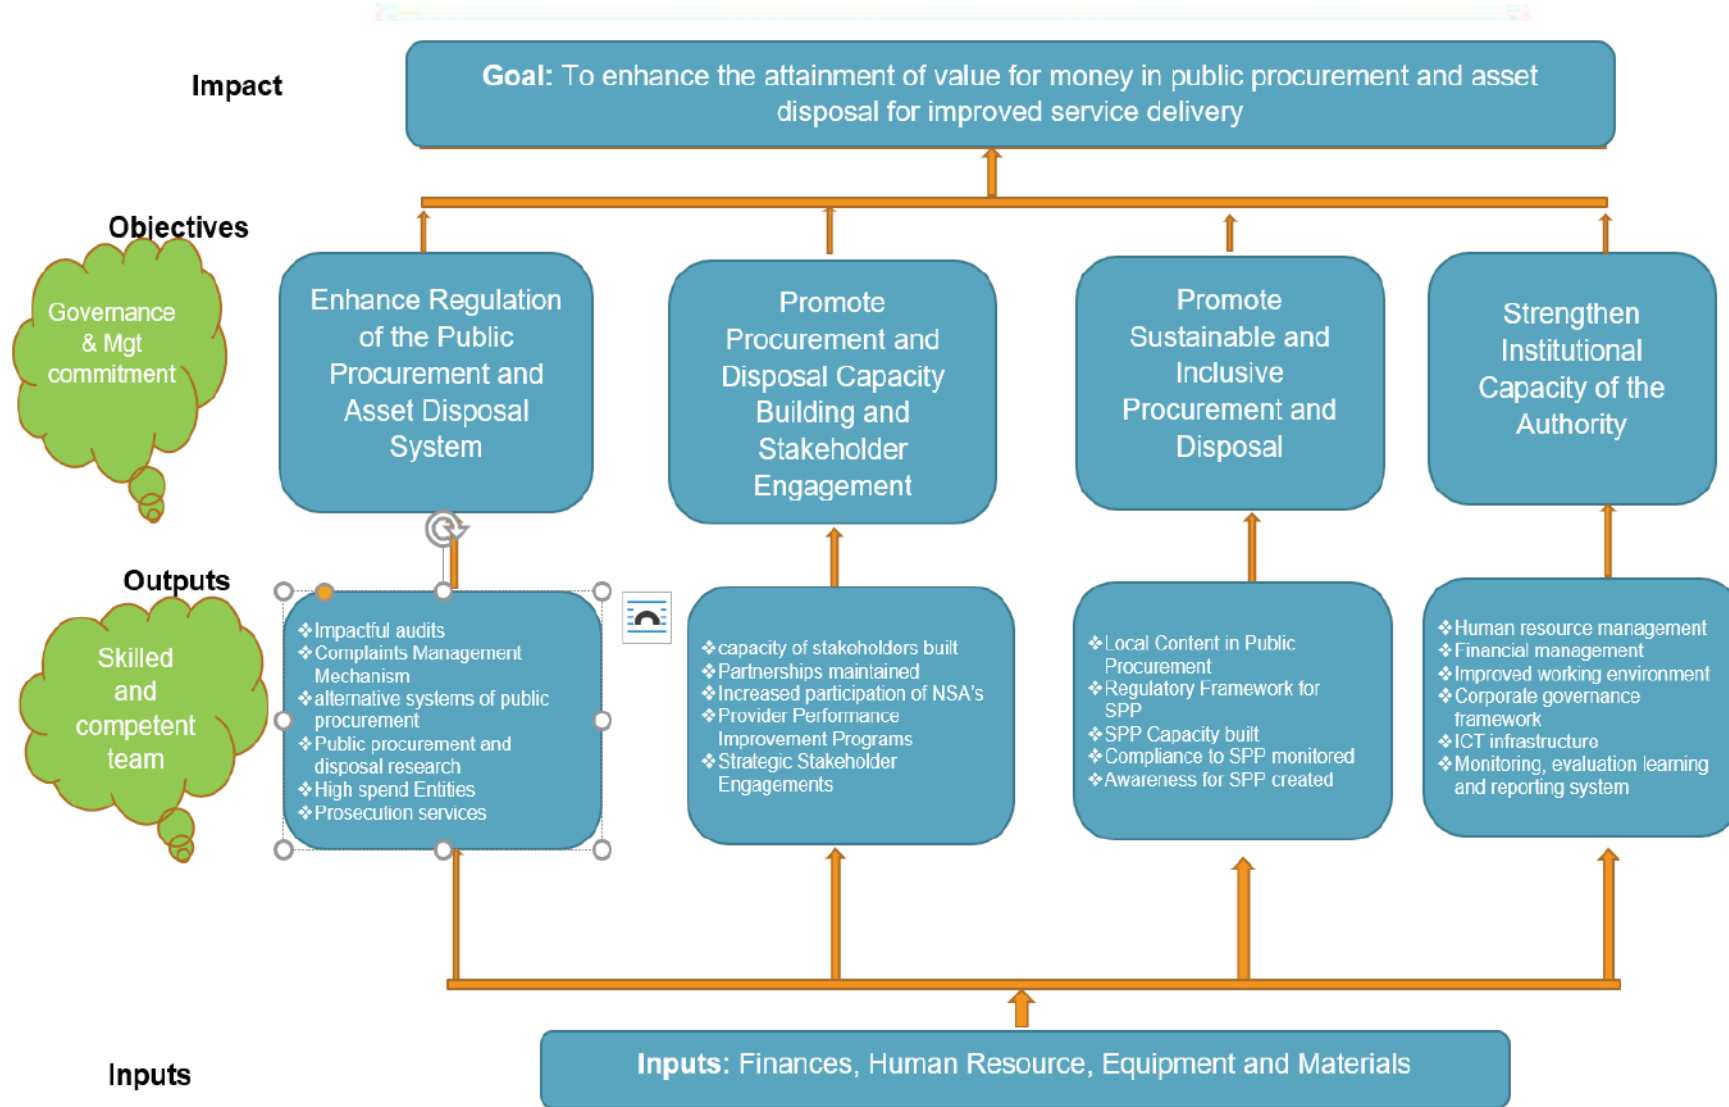 Impact
Goal: To enhance the attainment of value for money in public procurement and asset
disposal for improved service delivery
Objectives
Governance
& Mgt
commitment
Enhance Regulation
of the Public
Procurement and
Asset Disposal
System
Promote
Procurement and
Disposal Capacity
Building and
Stakeholder
Engagement
Promote
Sustainable and
Inclusive
Procurement and
Disposal
Strengthen
Institutional
Capacity of the
Authority
Outputs
Skilled
and
competent
team
❖Impactful audits
❖Complaints Management
Mechanism
❖alternative systems of public
procurement
❖Public procurement and
disposal research
❖High spend Entities
❖Prosecution services
❖capacity of stakeholders built
❖Partnerships maintained
❖Increased participation of NSA's
❖Provider Performance
Improvement Programs
❖Strategic Stakeholder
Engagements
❖Local Content in Public
Procurement
❖Regulatory Framework for
SPP
❖SPP Capacity built
❖Compliance to SPP monitored
❖Awareness for SPP created
❖Human resource management
❖Financial management
❖Improved working environment
❖Corporate governance
framework
❖ICT infrastructure
❖Monitoring, evaluation learning
and reporting system
Inputs
Inputs: Finances, Human Resource, Equipment and Materials